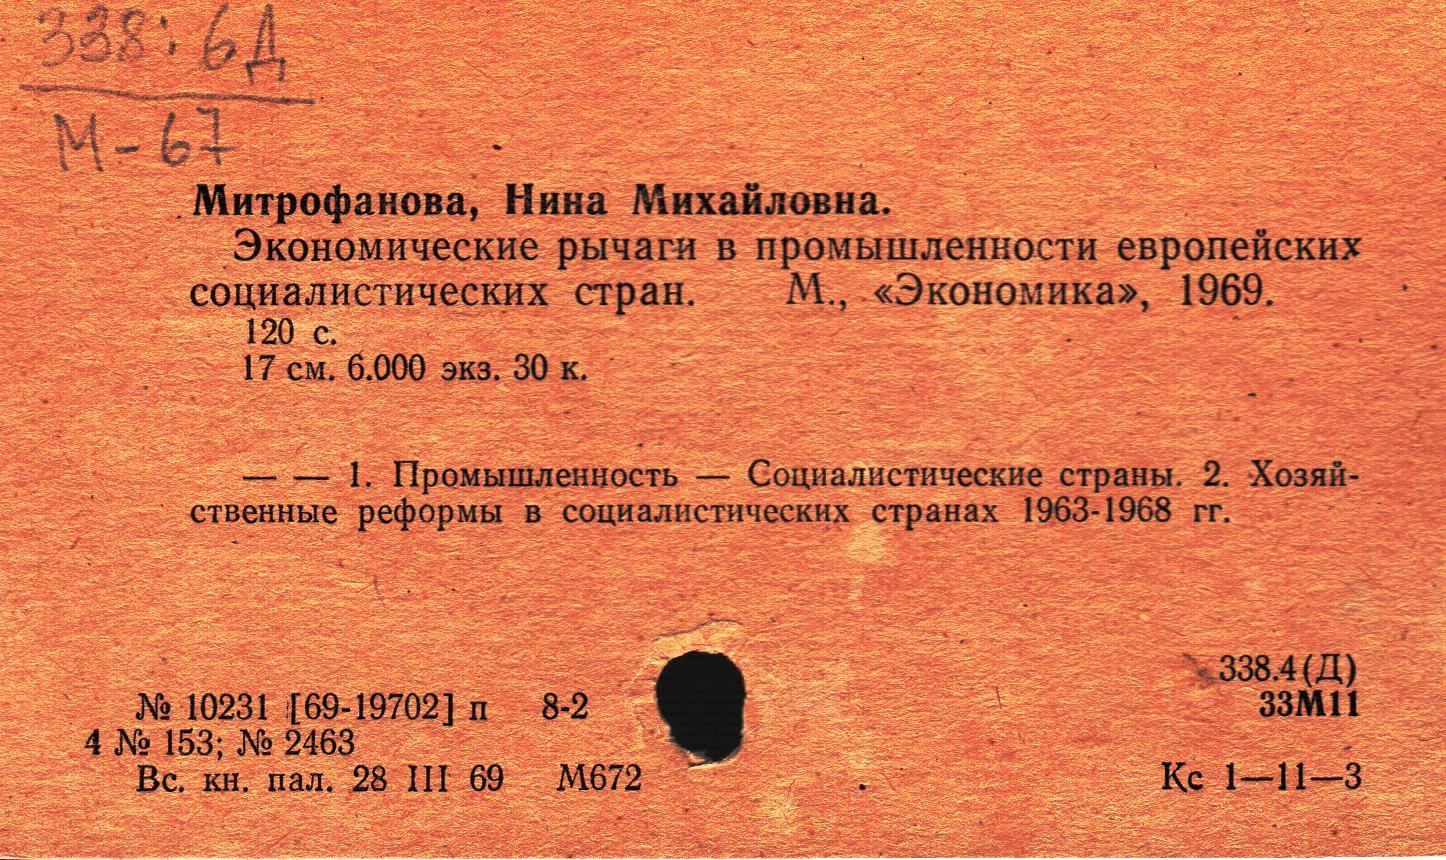 338:6Д
М-67
Митрофанова, Нина Михайловна.
Экономические рычаги в промышленности европейских
социалистических стран. М., «Экономика», 1969.
120 с.
17 см. 6.000 экз. 30 к.
— — 1. Промышленность — Социалистические страны. 2. Хозяй-
ственные реформы в социалистических странах 1963-1968 гг.
338.4(Д)
33М11
№ 10231 [69-19702] п 8-2
4 № 153; № 2463
Вс. кн. пал. 28 III 69 М672 Кс 1—11—3